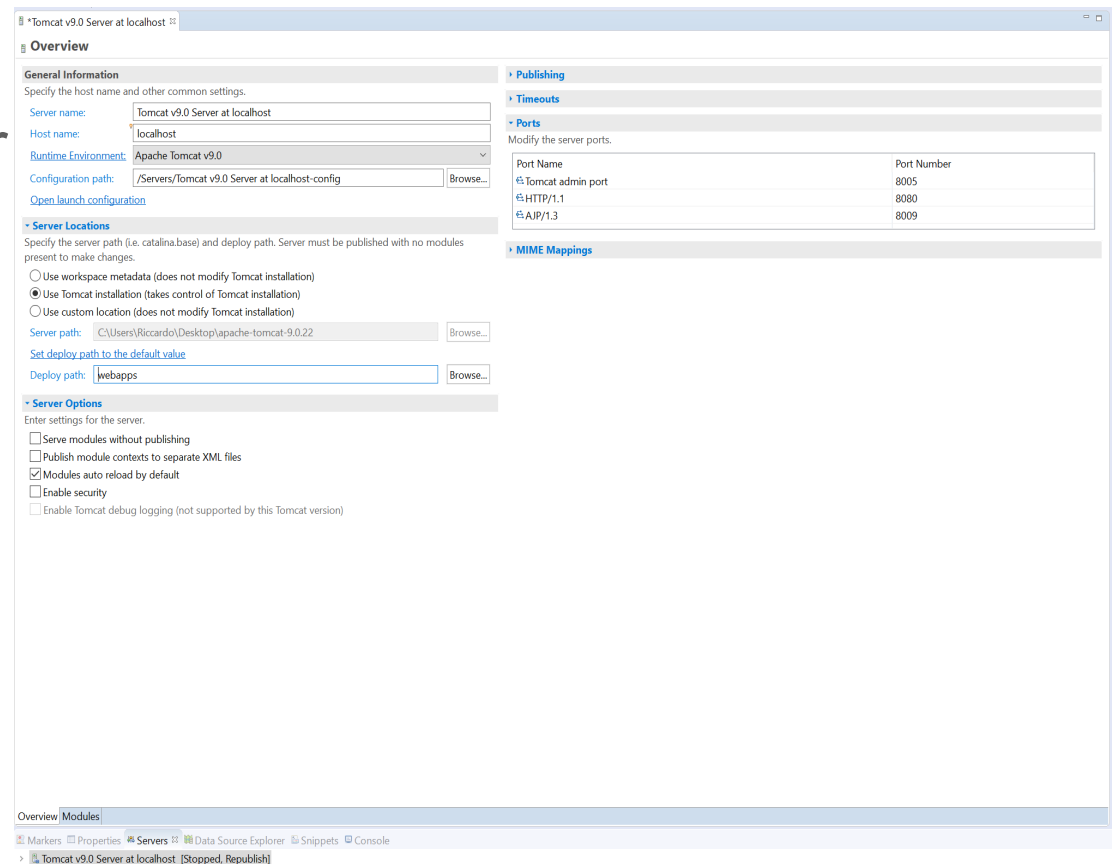 *Tomcat v9.0 Server at localhost
Overview
General Information
Specify the host name and other common settings.
Server name: Tomcat v9.0 Server at localhost
Host name: localhost
Runtime Environment: Apache Tomcat v9.0
Configuration path: /Servers/Tomcat v9.0 Server at localhost-config Browse...
Open launch configuration
Server Locations
Specify the server path (i.e. catalina.base) and deploy path. Server must be published with no modules
present to make changes.
Use workspace metadata (does not modify Tomcat installation)
Use Tomcat installation (takes control of Tomcat installation)
Use custom location (does not modify Tomcat installation)
Server path: C:\Users\Riccardo\Desktop\apache-tomcat-9.0.22 Browse...
Set deploy path to the default value
Deploy path: webapps Browse...
Server Options
Enter settings for the server.
Serve modules without publishing
Publish module contexts to separate XML files
Modules auto reload by default
Enable security
Enable Tomcat debug logging (not supported by this Tomcat version)
Publishing
Timeouts
Ports
Modify the server ports.
Port Name Port Number
Tomcat admin port 8005
HTTP/1.1 8080
AJP/1.3 8009
MIME Mappings
Overview Modules
Markers Properties Servers Data Source Explorer Snippets Console
Tomcat v9.0 Server at localhost [Stopped, Republish]